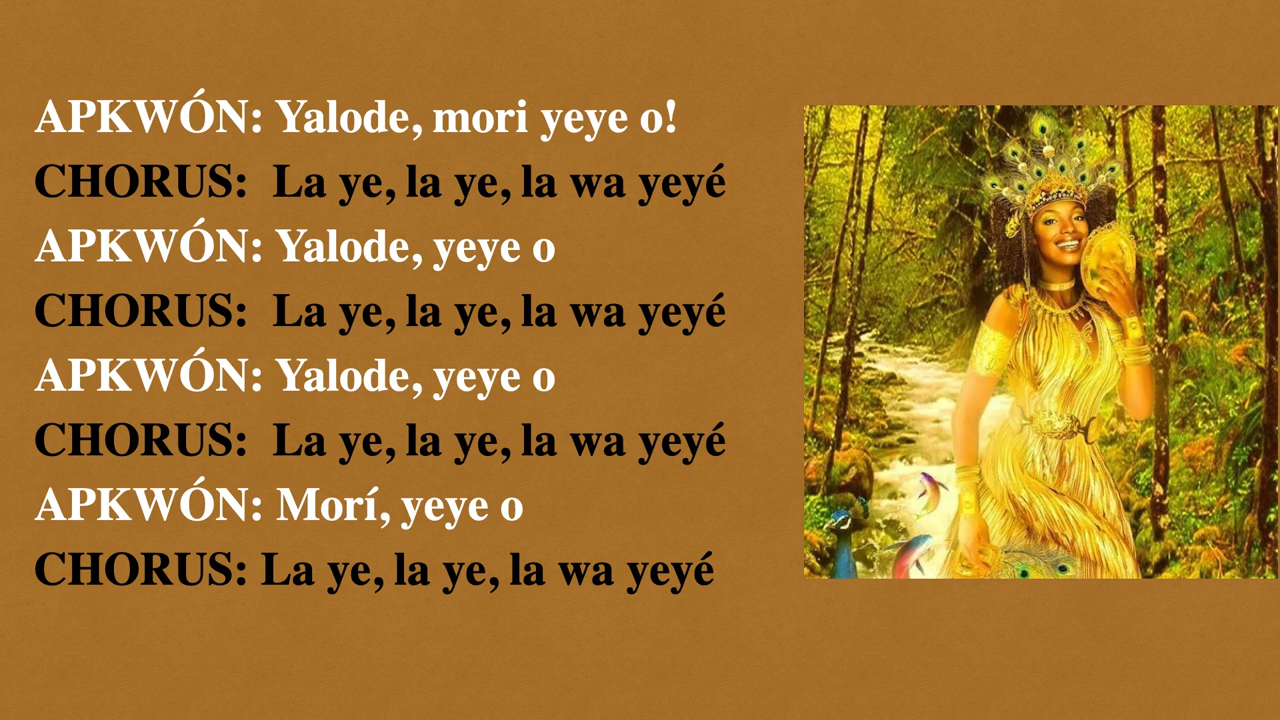 APKWÓN: Yalode, mori yeye o!
CHORUS: La ye, la ye, la wa yeyé
APKWÓN: Yalode, yeye o
CHORUS: La ye, la ye, la wa yeyé
APKWÓN: Yalode, yeye o
CHORUS: La ye, la ye, la wa yeyé
APKWÓN: Morí, yeye o
CHORUS: La ye, la ye, la wa yeyé